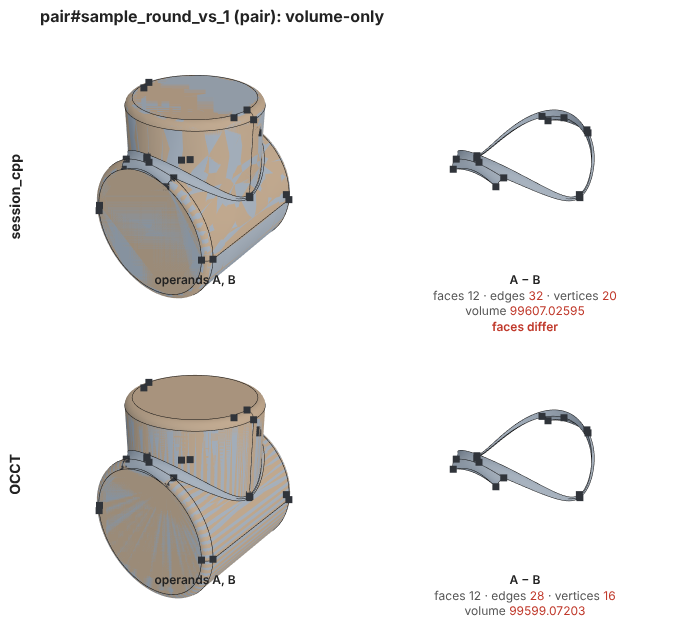 pair#sample_round_vs_1 (pair): volume-only
session_cpp
operands A, B
A − B
faces 12 · edges 32 · vertices 20
volume 99607.02595
faces differ
OCCT
operands A, B
A − B
faces 12 · edges 28 · vertices 16
volume 99599.07203